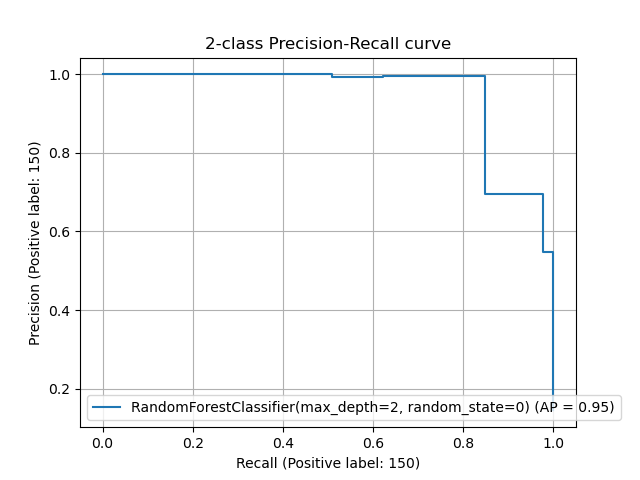 2-class Precision-Recall curve
1.0
0.8
0.6
0.4
0.2
Precision (Positive label: 150)
RandomForestClassifier(max_depth=2, random_state=0) (AP = 0.95)
0.0 0.2 0.4 0.6 0.8 1.0
Recall (Positive label: 150)